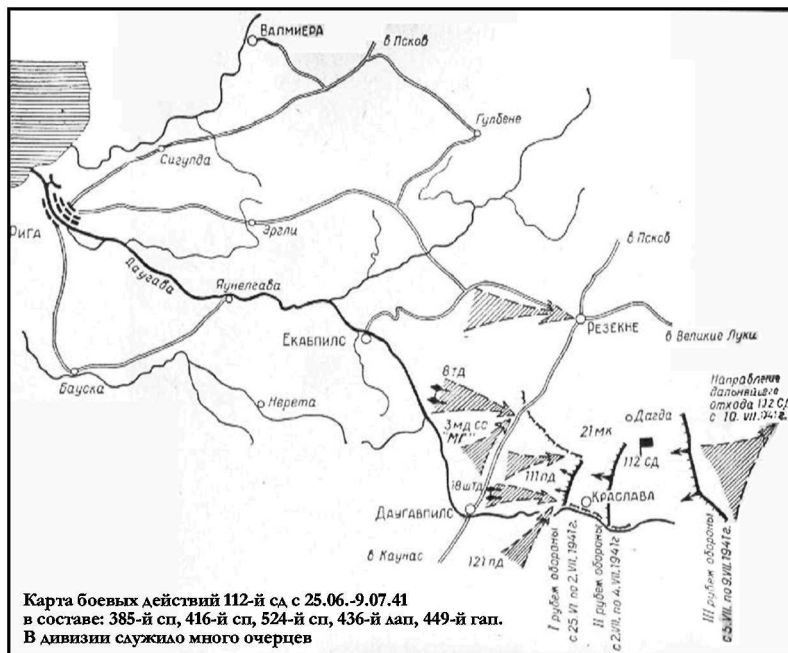 Валмиера
в Псков
Гулбене
Сигулда
Эргли
Рига
Даугава
Яунелгава
в Псков
Екабпилс
Резекне
в Великие Луки
Бауска
Нерета
8 тд
3 мд СС
"МГ"
Дагда
21 мк
112 СД
Направление
дальнейшего
отхода 112 СД
с 10. VII. 1941 г.
111 пд
Краслава
Даугавпилс
в Каунас
121 пд
I рубеж обороны
с 25. VI по 2. VII. 1941 г.
II рубеж обороны
с 2. VII. по 4. VII. 1941 г
III рубеж обороны
с 5. VII. по 9. VII. 1941 г.
Карта боевых действий 112-й сд с 25.06.-9.07.41
в составе: 385-й сп, 416-й сп, 524-й сп, 436-й лап, 449-й гап.
В дивизии служило много очерцев